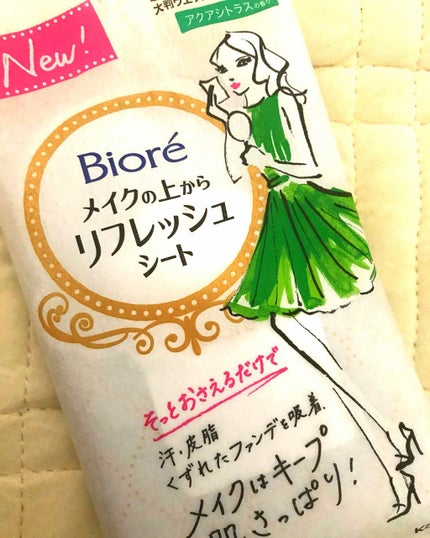 New!
アクアシトラスの香り
Bioré
メイクの上から
リフレッシュ
シート
そっとおさえるだけで
汗・皮脂
くずれたファンデを吸着、
メイクはキープ
肌、さっぱり!